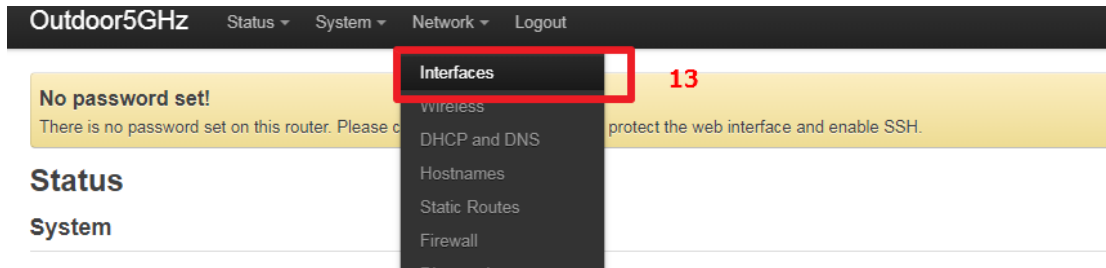 Outdoor5GHz Status System Network Logout
Interfaces
13
No password set!
Wireless
There is no password set on this router. Please
protect the web interface and enable SSH.
DHCP and DNS
Status
Hostnames
Static Routes
System
Firewall